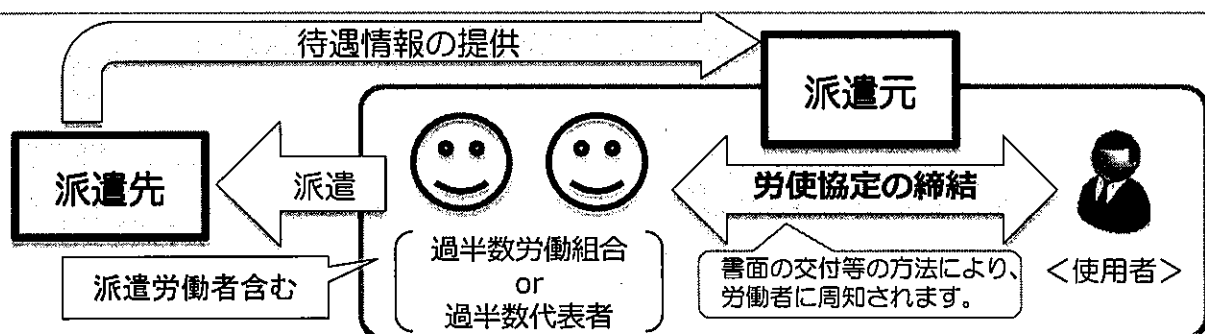 待遇情報の提供
派遣元
派遣先
派遣
労使協定の締結
過半数労働組合
or
過半数代表者
派遣労働者含む
書面の交付等の方法により、
労働者に周知されます。
＜使用者＞